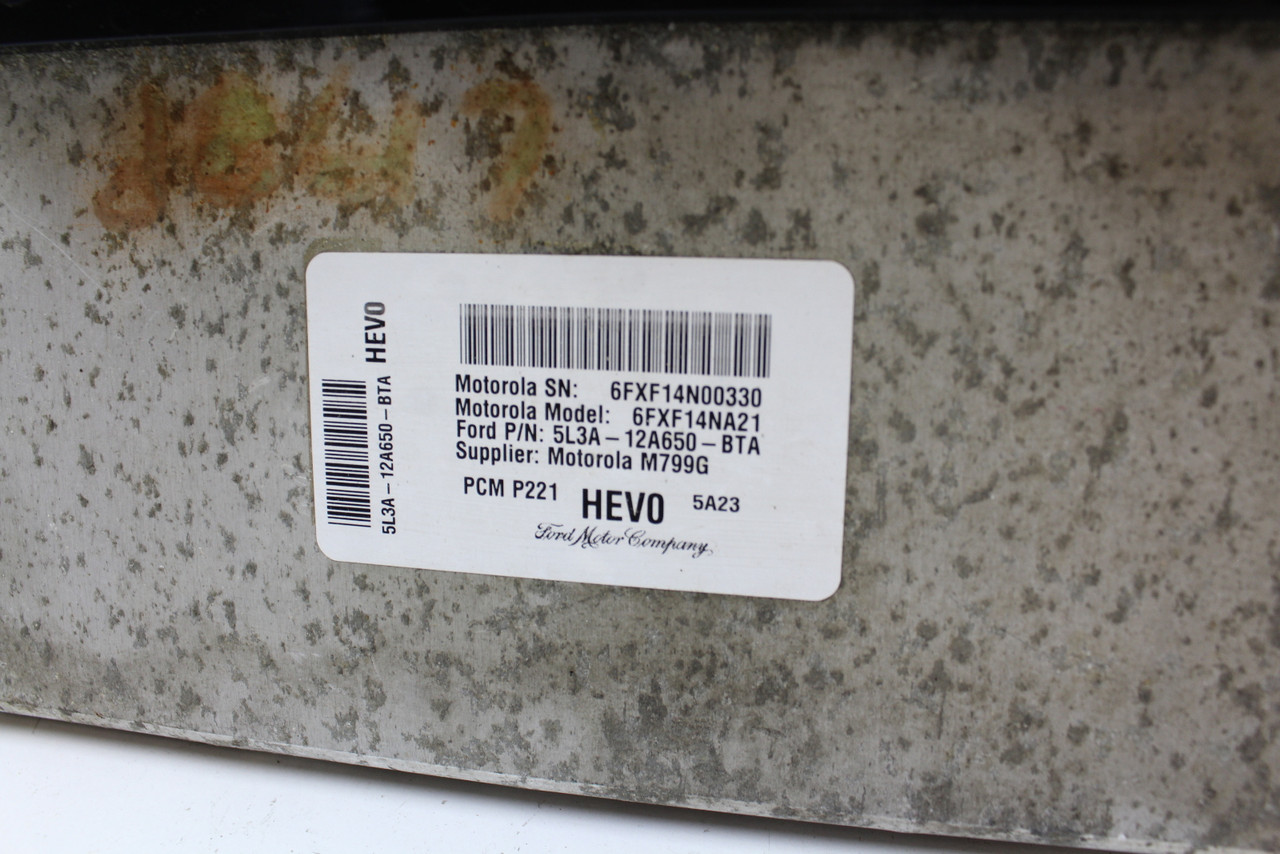 HEVO
5L3A-12A650-BTA
Motorola SN: 6FXF14N00330
Motorola Model: 6FXF14NA21
Ford P/N: 5L3A-12A650-BTA
Supplier: Motorola M799G
PCM P221 HEVO 5A23
Ford Motor Company